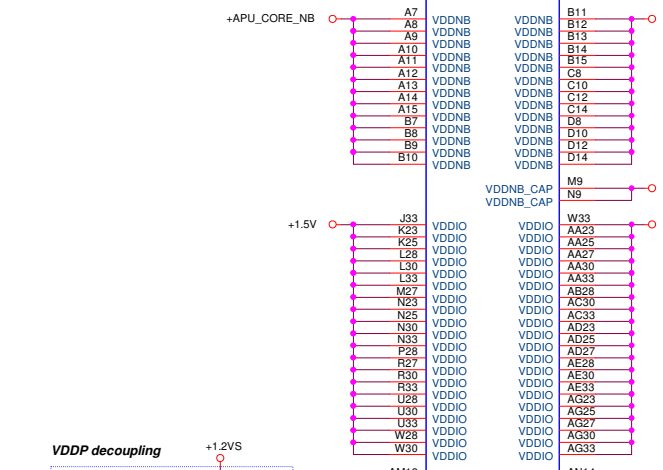 +APU_CORE_NB A7 VDDNB VDDNB B11
A8 VDDNB VDDNB B12
A9 VDDNB VDDNB B13
A10 VDDNB VDDNB B14
A11 VDDNB VDDNB B15
A12 VDDNB VDDNB C8
A13 VDDNB VDDNB C10
A14 VDDNB VDDNB C12
A15 VDDNB VDDNB C14
B7 VDDNB VDDNB D8
B8 VDDNB VDDNB D10
B9 VDDNB VDDNB D12
B10 VDDNB VDDNB D14
VDDNB_CAP M9
VDDNB_CAP N9
+1.5V J33 VDDIO VDDIO W33
K23 VDDIO VDDIO AA23
K25 VDDIO VDDIO AA25
L28 VDDIO VDDIO AA27
L30 VDDIO VDDIO AA30
L33 VDDIO VDDIO AA33
M27 VDDIO VDDIO AB28
N23 VDDIO VDDIO AC30
N25 VDDIO VDDIO AC33
N30 VDDIO VDDIO AD23
N33 VDDIO VDDIO AD25
P28 VDDIO VDDIO AD27
R27 VDDIO VDDIO AE28
R30 VDDIO VDDIO AE30
R33 VDDIO VDDIO AE33
U28 VDDIO VDDIO AG23
U30 VDDIO VDDIO AG25
U33 VDDIO VDDIO AG27
W28 VDDIO VDDIO AG30
W30 VDDIO VDDIO AG33
VDDP decoupling +1.2VS